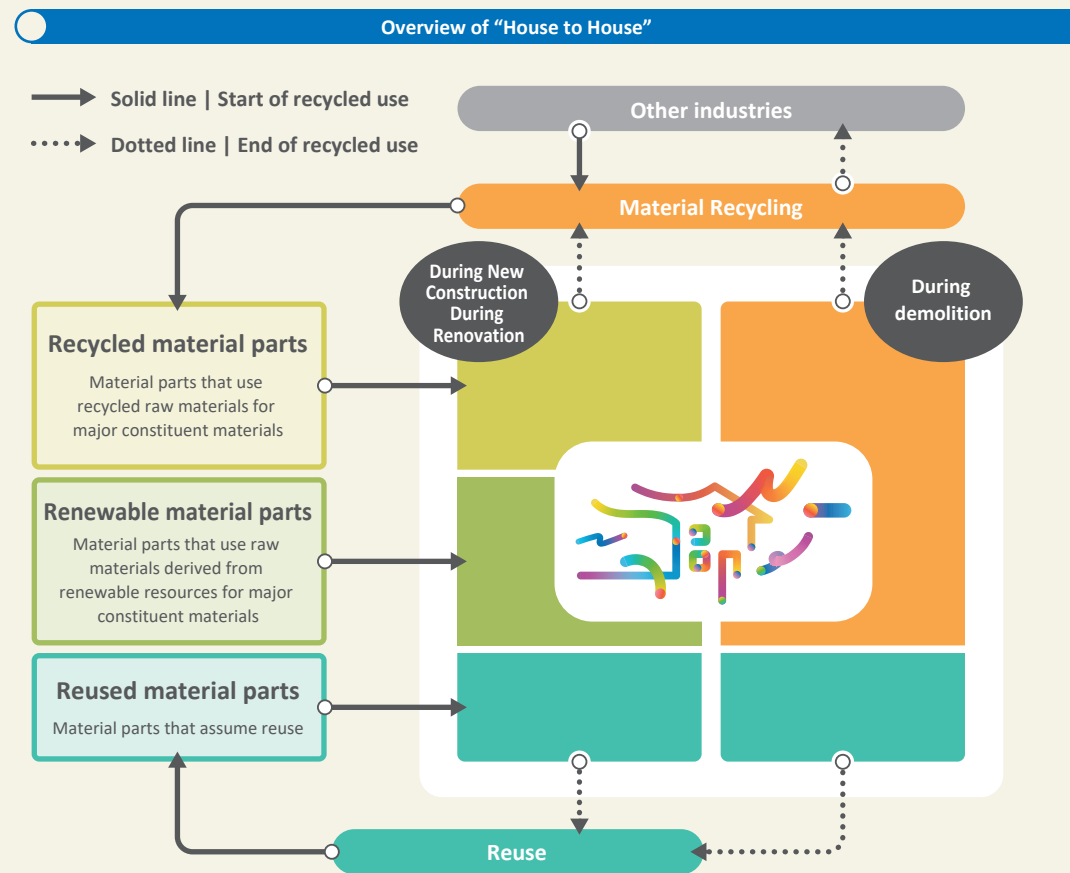 Overview of “House to House”
Solid line | Start of recycled use
Dotted line | End of recycled use
Other industries
Material Recycling
During New
Construction
During
Renovation
During
demolition
Recycled material parts
Material parts that use
recycled raw materials for
major constituent materials
Renewable material parts
Material parts that use raw
materials derived from
renewable resources for major
constituent materials
Reused material parts
Material parts that assume reuse
Reuse